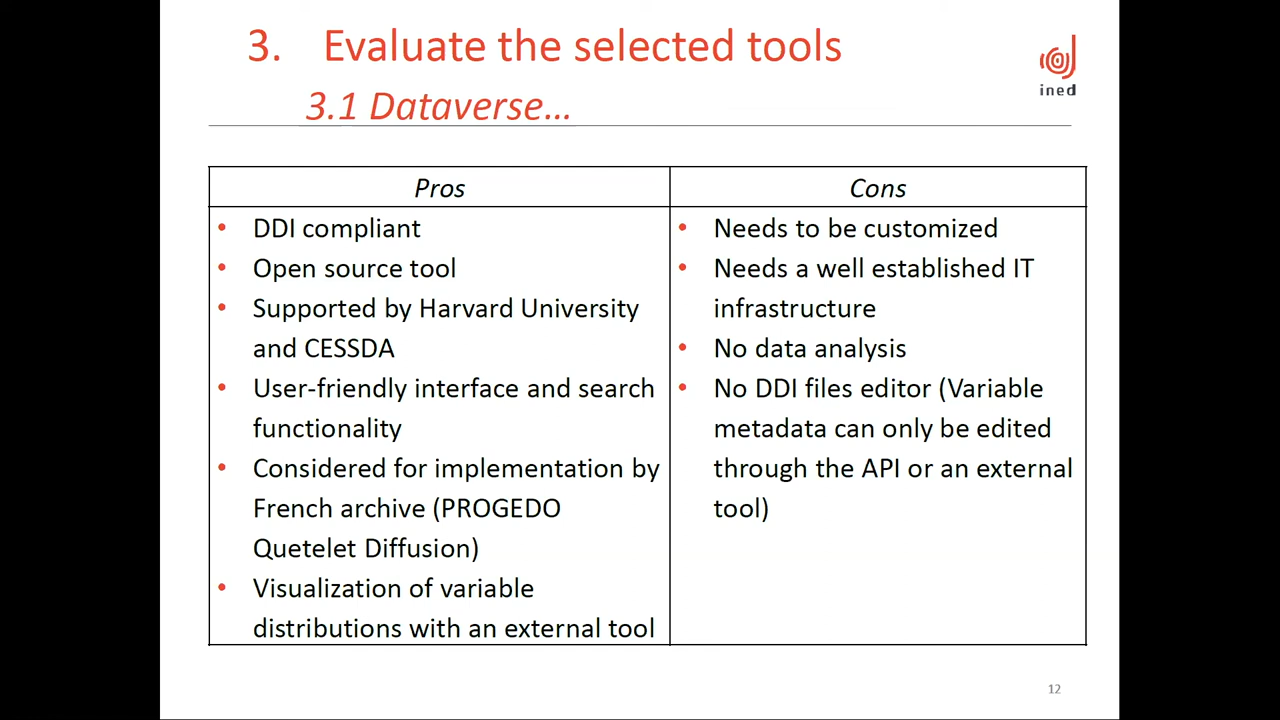 3. Evaluate the selected tools
3.1 Dataverse...
ined
Pros
Cons
• DDI compliant
• Open source tool
• Supported by Harvard University
and CESSDA
• User-friendly interface and search
functionality
• Considered for implementation by
French archive (PROGEDO
Quetelet Diffusion)
• Visualization of variable
distributions with an external tool
• Needs to be customized
• Needs a well established IT
infrastructure
• No data analysis
• No DDI files editor (Variable
metadata can only be edited
through the API or an external
tool)
12